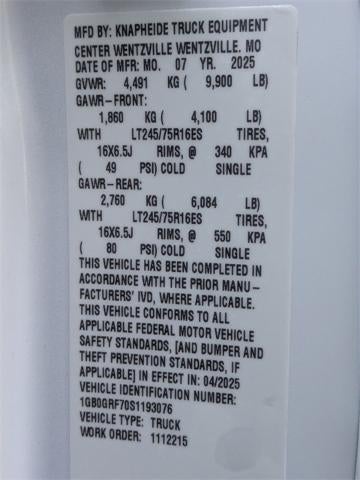 MFD BY: KNAPHEIDE TRUCK EQUIPMENT
CENTER WENTZVILLE WENTZVILLE. MO
DATE OF MFR: MO. 07 YR. 2025
GVWR: 4,491 KG ( 9,900 LB)
GAWR-FRONT:
1,860 KG ( 4,100 LB)
WITH LT245/75R16ES TIRES,
16X6.5J RIMS, @ 340 KPA
( 49 PSI) COLD SINGLE
GAWR-REAR:
2,760 KG ( 6,084 LB)
WITH LT245/75R16ES TIRES,
16X6.5J RIMS, @ 550 KPA
( 80 PSI) COLD SINGLE
THIS VEHICLE HAS BEEN COMPLETED IN
ACCORDANCE WITH THE PRIOR MANU-
FACTURERS' IVD, WHERE APPLICABLE.
THIS VEHICLE CONFORMS TO ALL
APPLICABLE FEDERAL MOTOR VEHICLE
SAFETY STANDARDS, [AND BUMPER AND
THEFT PREVENTION STANDARDS, IF
APPLICABLE] IN EFFECT IN: 04/2025
VEHICLE IDENTIFICATION NUMBER:
1GB0GRF70S1193076
VEHICLE TYPE: TRUCK
WORK ORDER: 1112215